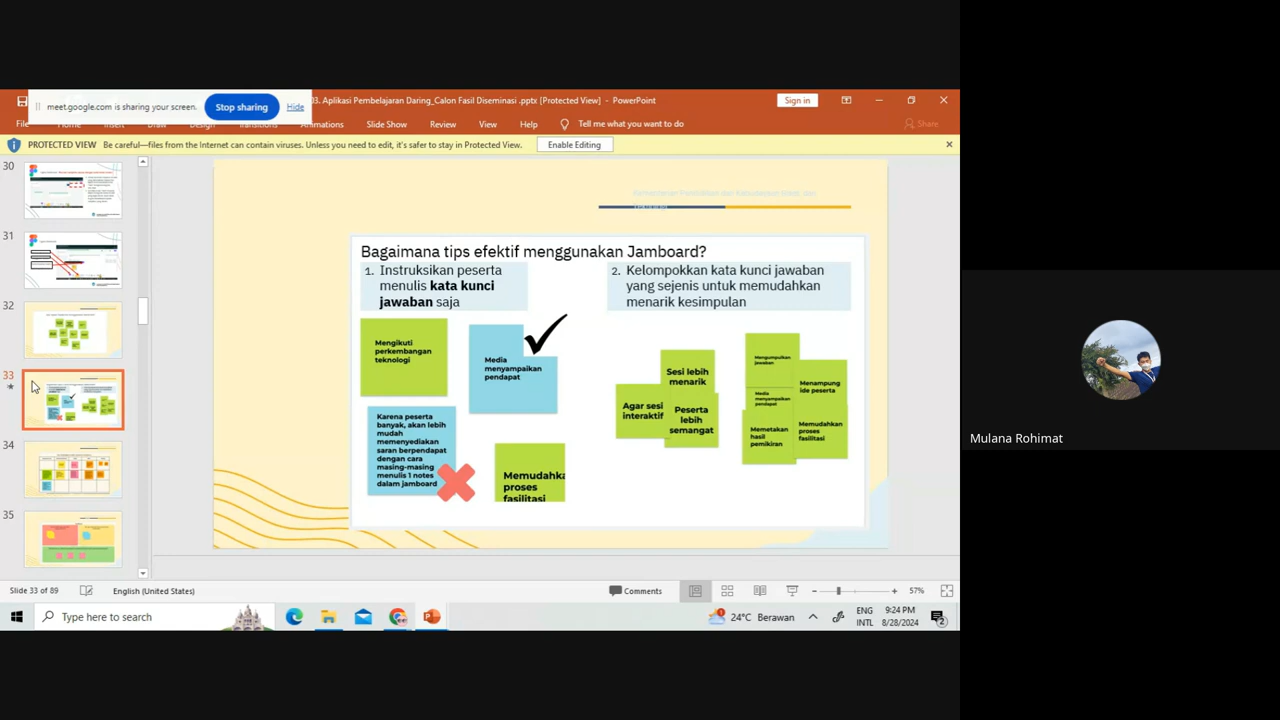 meet.google.com is sharing your screen.
Stop sharing
Hide
03. Aplikasi Pembelajaran Daring_Calon Fasil Diseminasi .pptx [Protected View] - PowerPoint
Sign in
File
Home
Insert
Draw
Design
Transitions
Animations
Slide Show
Review
View
Help
Tell me what you want to do
Share
PROTECTED VIEW
Be careful—files from the Internet can contain viruses. Unless you need to edit, it's safer to stay in Protected View.
Enable Editing
30
31
32
33
34
35
Bagaimana tips efektif menggunakan Jamboard?
1. Instruksikan peserta
menulis kata kunci
jawaban saja
2. Kelompokkan kata kunci jawaban
yang sejenis untuk memudahkan
menarik kesimpulan
Mengikuti
perkembangan
teknologi
Media
menyampaikan
pendapat
Karena peserta
banyak, akan lebih
mudah
memenyediakan
saran berpendapat
dengan cara
masing-masing
menulis 1 notes
dalam jamboard
Memudahka
proses
fasilitasi
Sesi lebih
menarik
Agar sesi
interaktif
Peserta
lebih
semangat
Mengumpulkan
jawaban
Media
menyampaikan
pendapat
Menampung
ide peserta
Memetakan
hasil
pemikiran
Memudahkan
proses
fasilitasi
Mulana Rohimat
Slide 33 of 89
English (United States)
Comments
57%
Type here to search
24°C Berawan
ENG
INTL
9:24 PM
8/28/2024
2